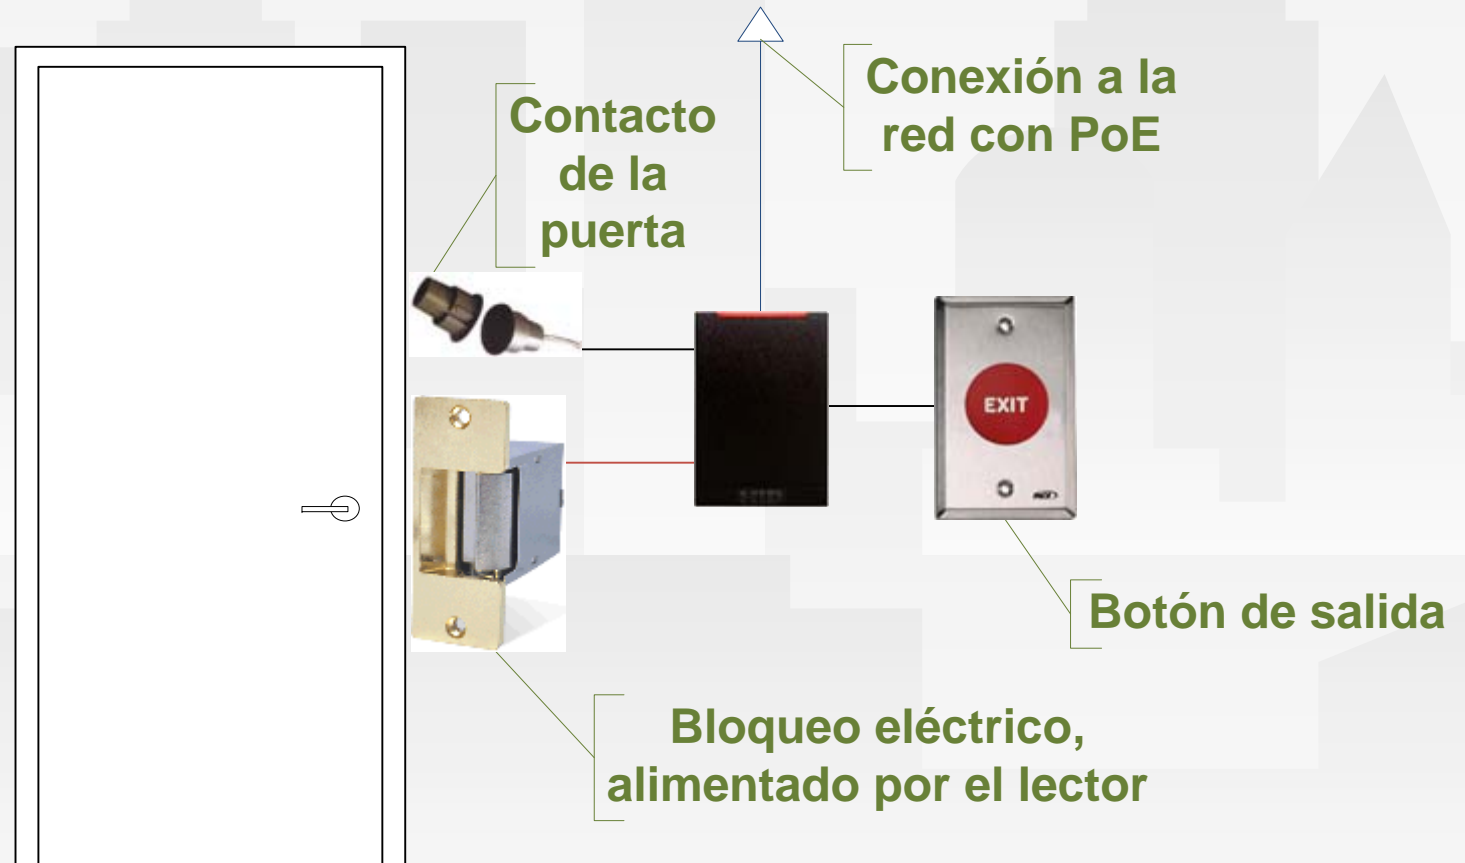 Conexión a la
red con PoE
Contacto
de la
puerta
EXIT
Botón de salida
Bloqueo eléctrico,
alimentado por el lector